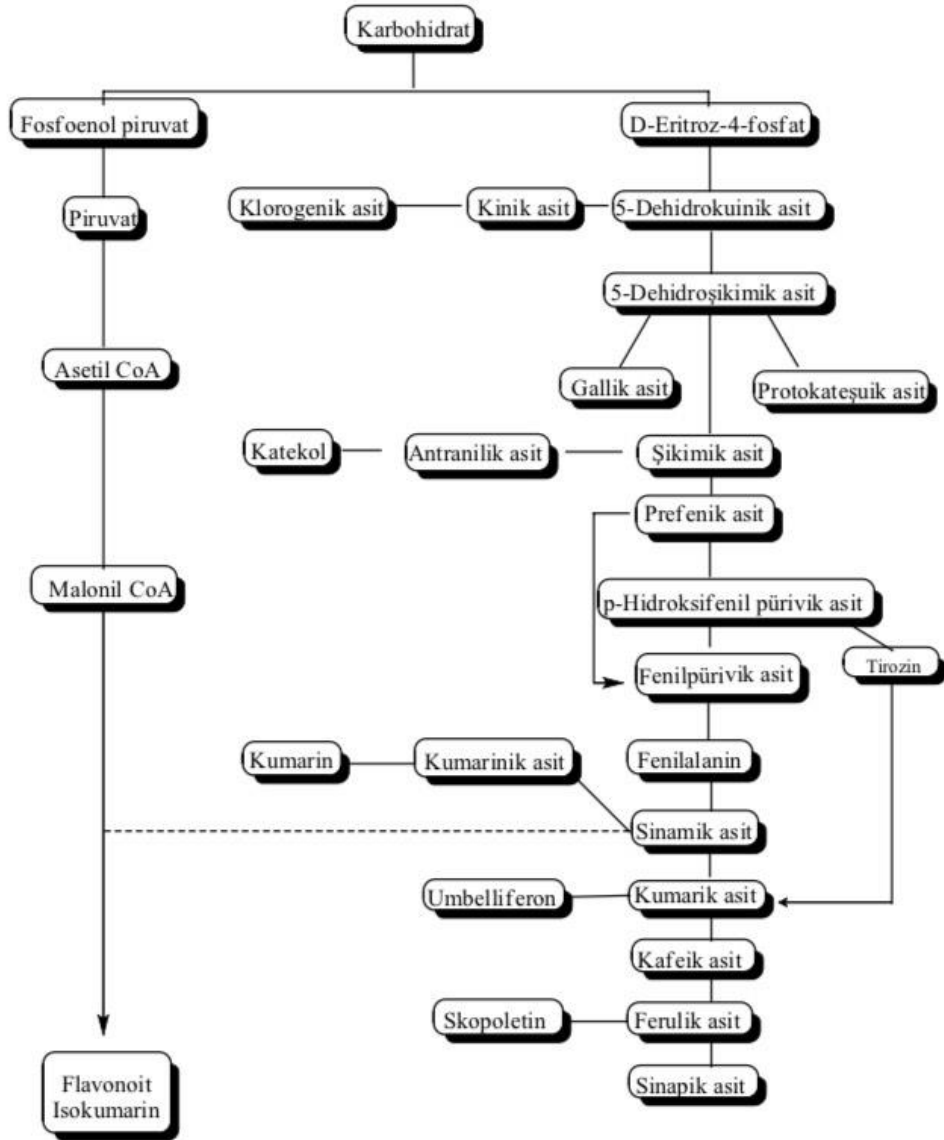 Karbohidrat
Fosfoenol piruvat
D-Eritroz-4-fosfat
Piruvat
Klorogenik asit
Kinik asit
5-Dehidrokuinik asit
5-Dehidroşikimik asit
Asetil CoA
Gallik asit
Protokateşuik asit
Katekol
Antranilik asit
Şikimik asit
Prefenik asit
Malonil CoA
p-Hidroksifenil pürivik asit
Tirozin
Fenilpürivik asit
Kumarin
Kumarinik asit
Fenilalanin
Sinamik asit
Umbelliferon
Kumarik asit
Kafeik asit
Skopoletin
Ferulik asit
Sinapik asit
Flavonoit
Isokumarin